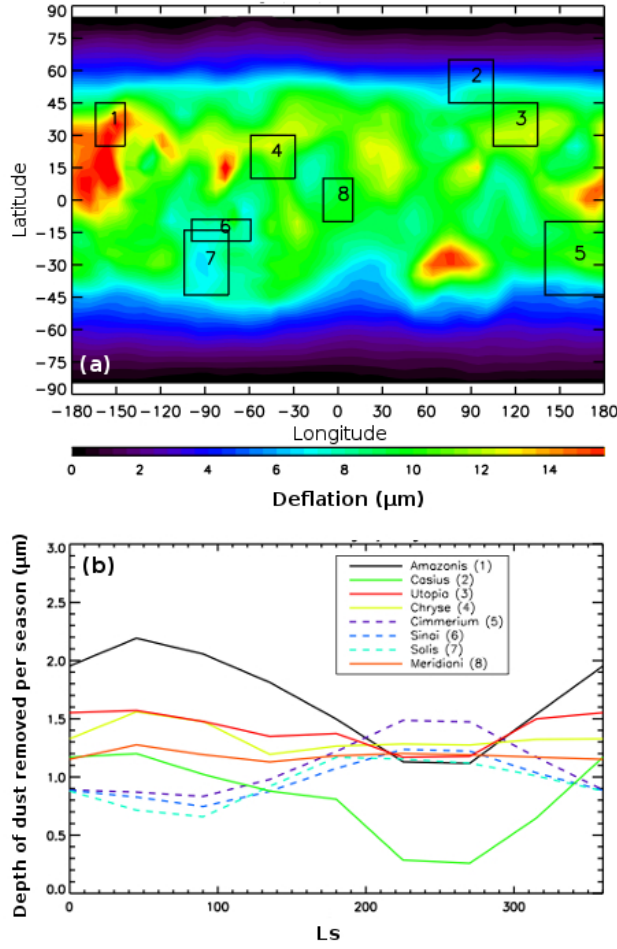 90
75
60
45
30
15
0
−15
−30
−45
−60
−75
−90
Latitude
1
2
3
4
5
6
7
8
(a)
−180 −150 −120 −90 −60 −30 0 30 60 90 120 150 180
Longitude
0 2 4 6 8 10 12 14
Deflation (μm)
(b)
3.0
2.5
2.0
1.5
1.0
0.5
0.0
Depth of dust removed per season (μm)
Amazonis (1)
Casius (2)
Utopia (3)
Chryse (4)
Cimmerium (5)
Sinai (6)
Solis (7)
Meridiani (8)
0 100 200 300
Ls